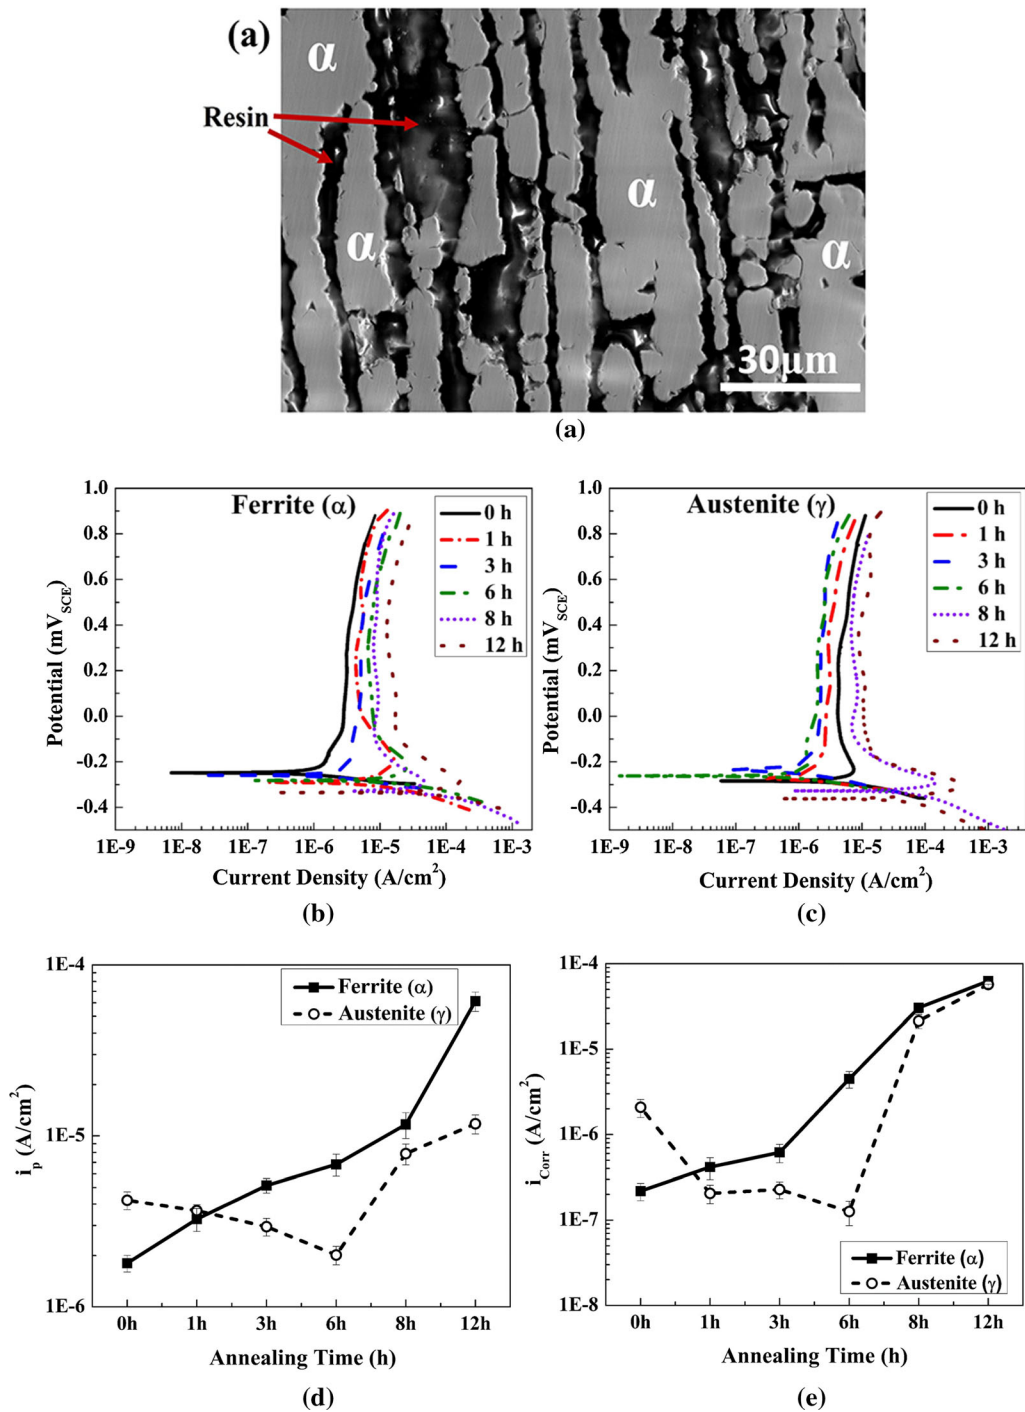 (a)
α
Resin
α
α
α
30μm
(a)
Ferrite (α)
0 h
1 h
3 h
6 h
8 h
12 h
1.0
0.8
0.6
0.4
0.2
0.0
-0.2
-0.4
Potential (mVSCE)
1E-9 1E-8 1E-7 1E-6 1E-5 1E-4 1E-3
Current Density (A/cm²)
(b)
Austenite (γ)
0 h
1 h
3 h
6 h
8 h
12 h
1.0
0.8
0.6
0.4
0.2
0.0
-0.2
-0.4
Potential (mVSCE)
1E-9 1E-8 1E-7 1E-6 1E-5 1E-4 1E-3
Current Density (A/cm²)
(c)
1E-4
1E-5
1E-6
ip (A/cm²)
Ferrite (α)
Austenite (γ)
0h 1h 3h 6h 8h 12h
Annealing Time (h)
(d)
1E-4
1E-5
1E-6
1E-7
1E-8
iCorr (A/cm²)
Ferrite (α)
Austenite (γ)
0h 1h 3h 6h 8h 12h
Annealing Time (h)
(e)